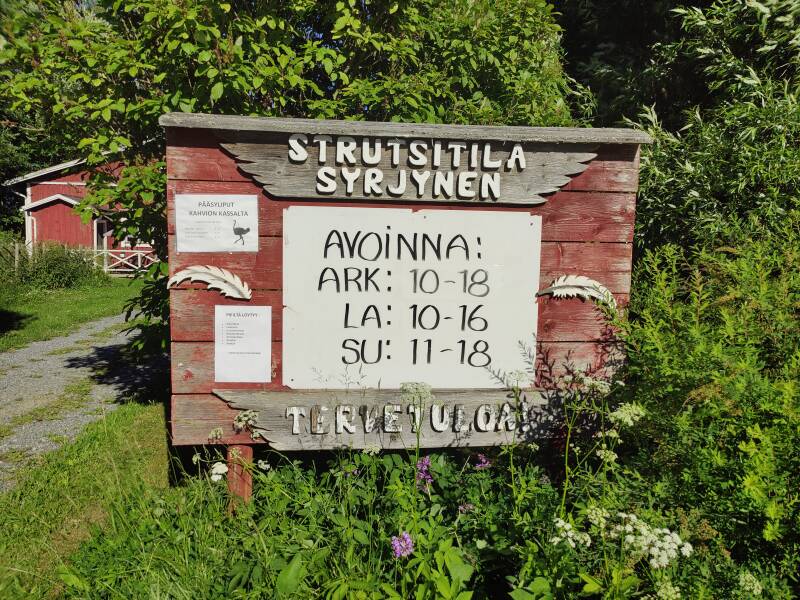 STRUTSITILA
SYRJYNEN
PÄÄSYLIPUT
KAHVION KASSALTA
AVOINNA:
ARK: 10-18
LA: 10-16
SU: 11-18
TERVETULOA!